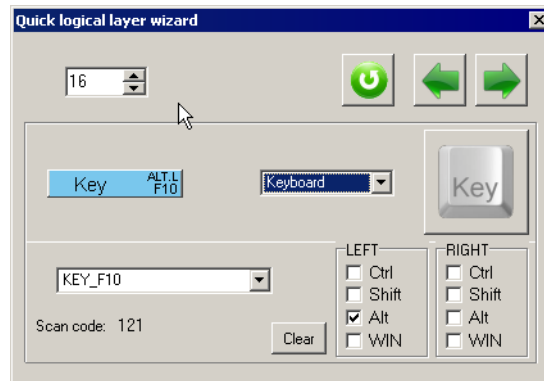 Quick logical layer wizard
16
Key ALT.L
F10
Keyboard
Key
KEY_F10
Scan code: 121
Clear
LEFT
Ctrl
Shift
Alt
WIN
RIGHT
Ctrl
Shift
Alt
WIN